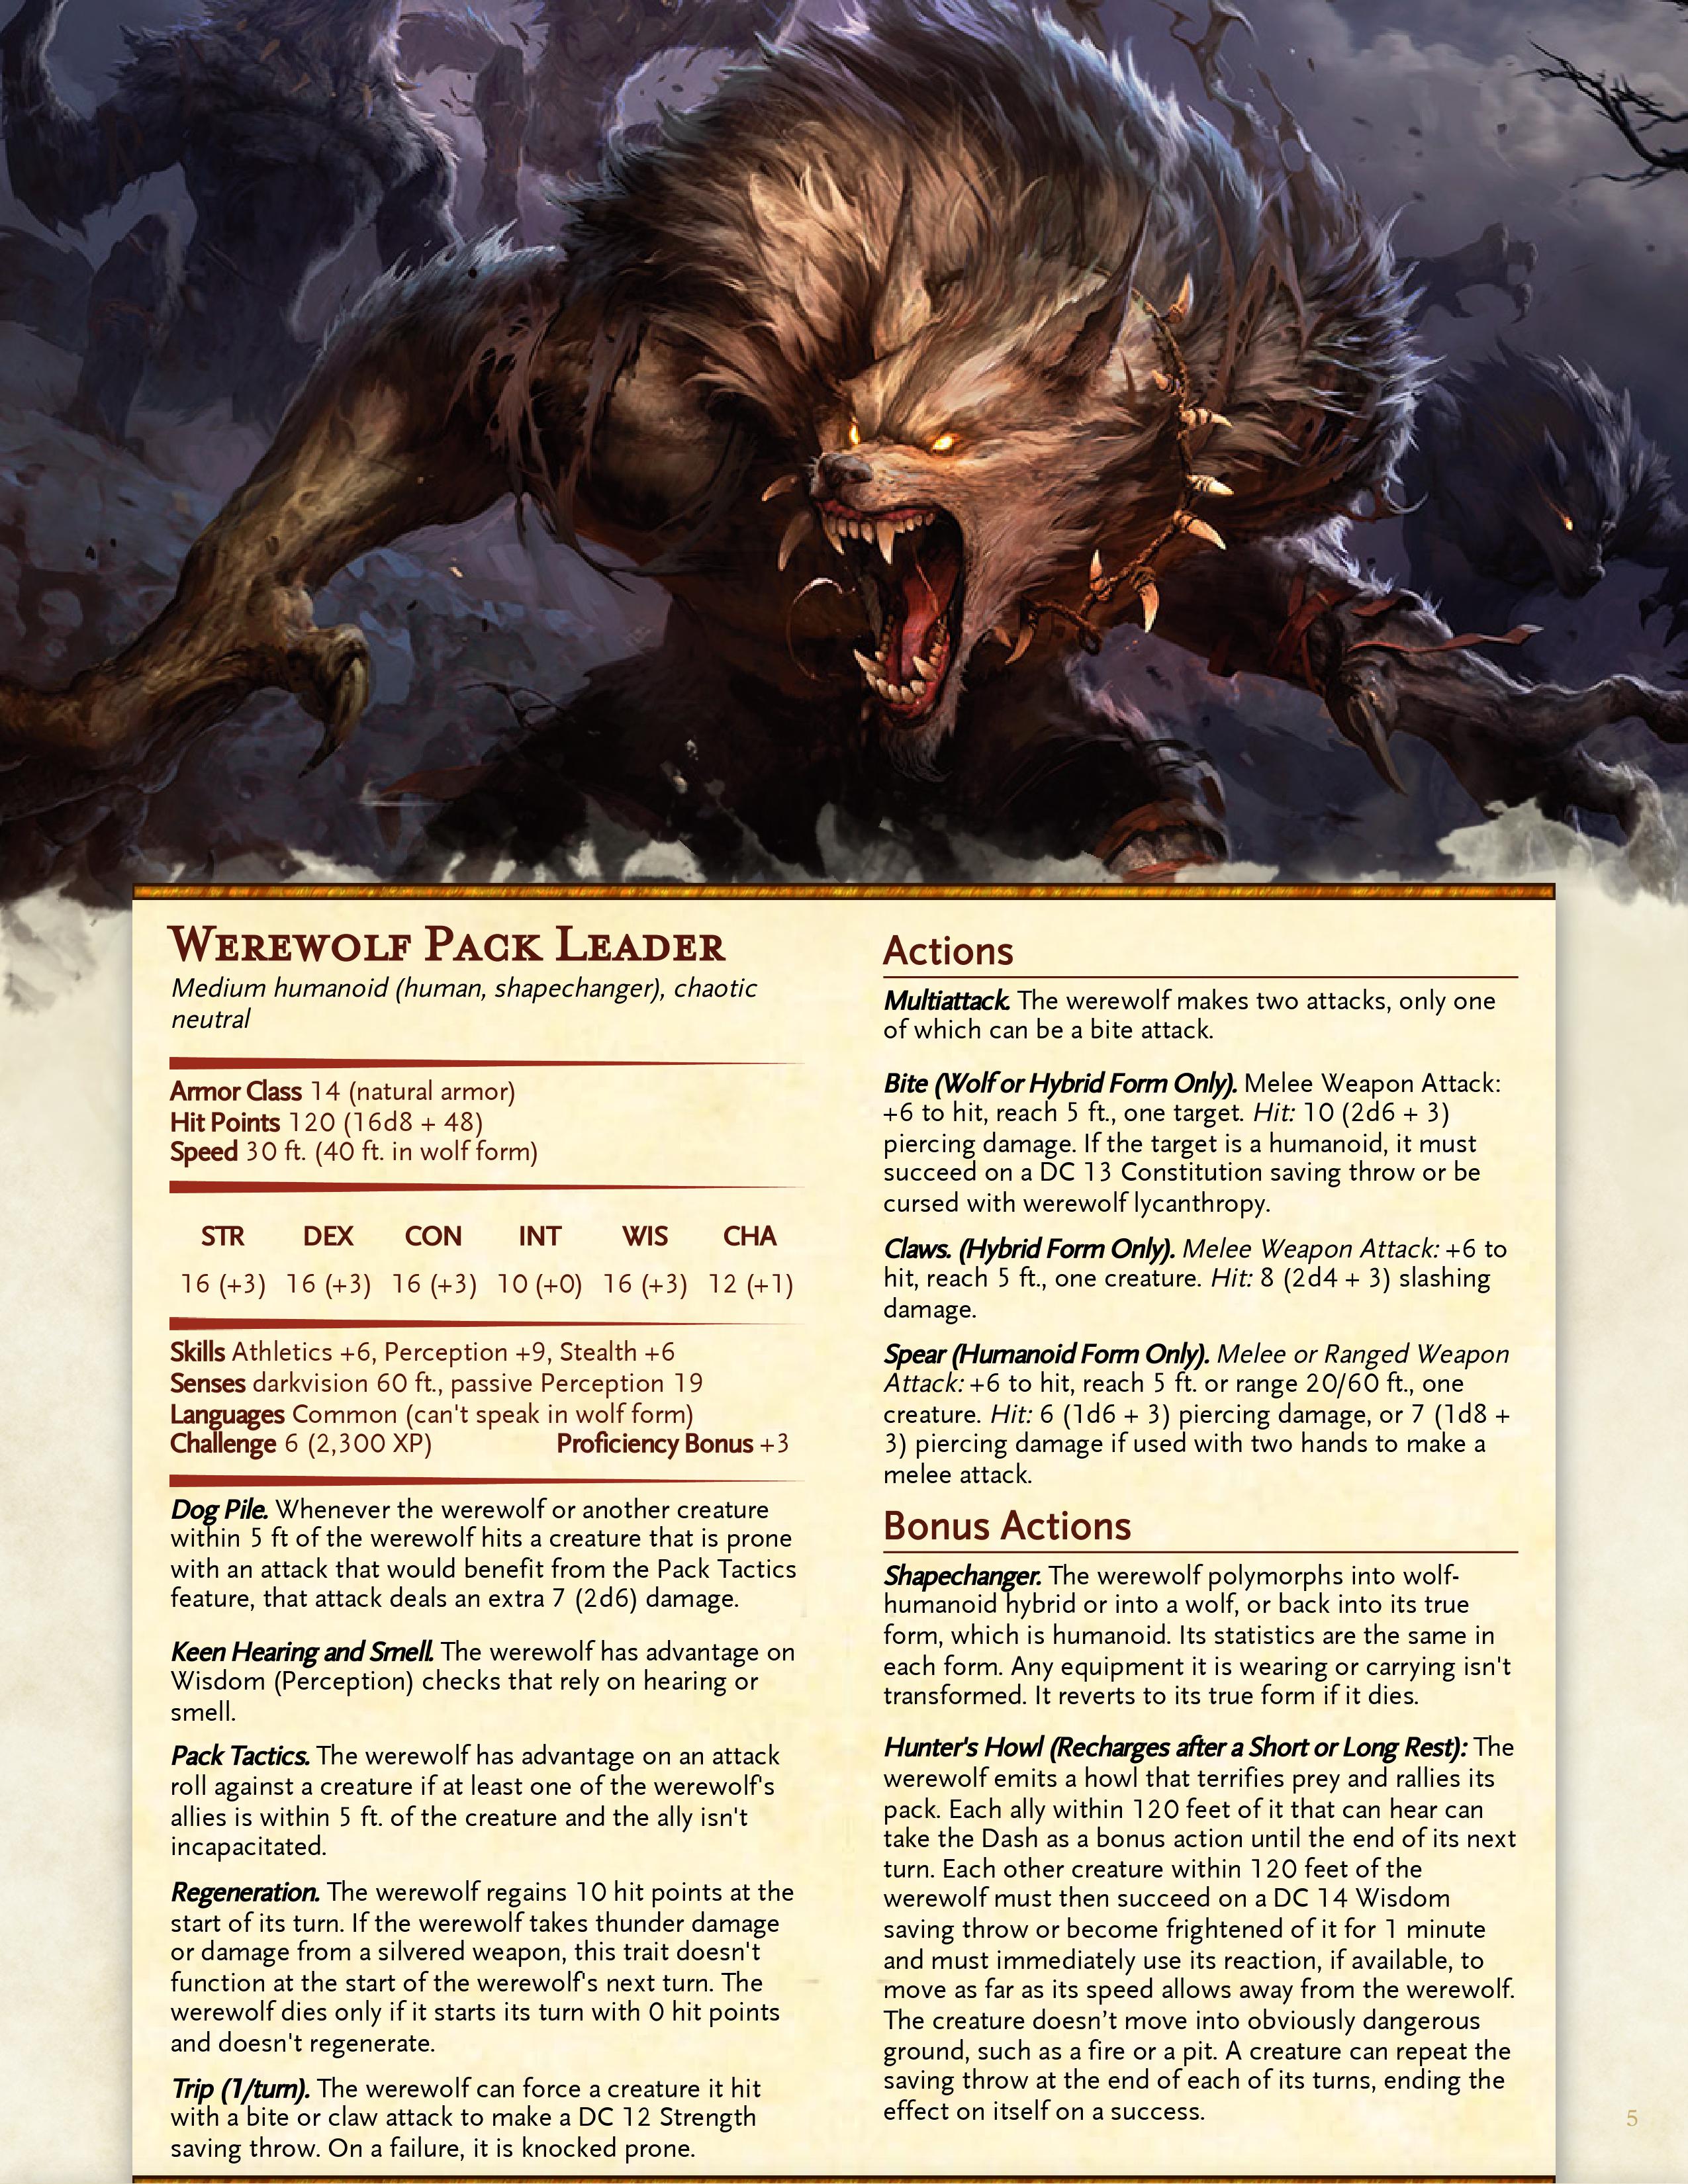 Werewolf Pack Leader
Medium humanoid (human, shapechanger), chaotic
neutral
Armor Class 14 (natural armor)
Hit Points 120 (16d8 + 48)
Speed 30 ft. (40 ft. in wolf form)
STR DEX CON INT WIS CHA
16 (+3) 16 (+3) 16 (+3) 10 (+0) 16 (+3) 12 (+1)
Skills Athletics +6, Perception +9, Stealth +6
Senses darkvision 60 ft., passive Perception 19
Languages Common (can't speak in wolf form)
Challenge 6 (2,300 XP) Proficiency Bonus +3
Dog Pile. Whenever the werewolf or another creature
within 5 ft of the werewolf hits a creature that is prone
with an attack that would benefit from the Pack Tactics
feature, that attack deals an extra 7 (2d6) damage.
Keen Hearing and Smell. The werewolf has advantage on
Wisdom (Perception) checks that rely on hearing or
smell.
Pack Tactics. The werewolf has advantage on an attack
roll against a creature if at least one of the werewolf's
allies is within 5 ft. of the creature and the ally isn't
incapacitated.
Regeneration. The werewolf regains 10 hit points at the
start of its turn. If the werewolf takes thunder damage
or damage from a silvered weapon, this trait doesn't
function at the start of the werewolf's next turn. The
werewolf dies only if it starts its turn with 0 hit points
and doesn't regenerate.
Trip (1/turn). The werewolf can force a creature it hit
with a bite or claw attack to make a DC 12 Strength
saving throw. On a failure, it is knocked prone.
Actions
Multiattack. The werewolf makes two attacks, only one
of which can be a bite attack.
Bite (Wolf or Hybrid Form Only). Melee Weapon Attack:
+6 to hit, reach 5 ft., one target. Hit: 10 (2d6 + 3)
piercing damage. If the target is a humanoid, it must
succeed on a DC 13 Constitution saving throw or be
cursed with werewolf lycanthropy.
Claws. (Hybrid Form Only). Melee Weapon Attack: +6 to
hit, reach 5 ft., one creature. Hit: 8 (2d4 + 3) slashing
damage.
Spear (Humanoid Form Only). Melee or Ranged Weapon
Attack: +6 to hit, reach 5 ft. or range 20/60 ft., one
creature. Hit: 6 (1d6 + 3) piercing damage, or 7 (1d8 +
3) piercing damage if used with two hands to make a
melee attack.
Bonus Actions
Shapechanger. The werewolf polymorphs into wolf-
humanoid hybrid or into a wolf, or back into its true
form, which is humanoid. Its statistics are the same in
each form. Any equipment it is wearing or carrying isn't
transformed. It reverts to its true form if it dies.
Hunter's Howl (Recharges after a Short or Long Rest): The
werewolf emits a howl that terrifies prey and rallies its
pack. Each ally within 120 feet of it that can hear can
take the Dash as a bonus action until the end of its next
turn. Each other creature within 120 feet of the
werewolf must then succeed on a DC 14 Wisdom
saving throw or become frightened of it for 1 minute
and must immediately use its reaction, if available, to
move as far as its speed allows away from the werewolf.
The creature doesn’t move into obviously dangerous
ground, such as a fire or a pit. A creature can repeat the
saving throw at the end of each of its turns, ending the
effect on itself on a success.
5